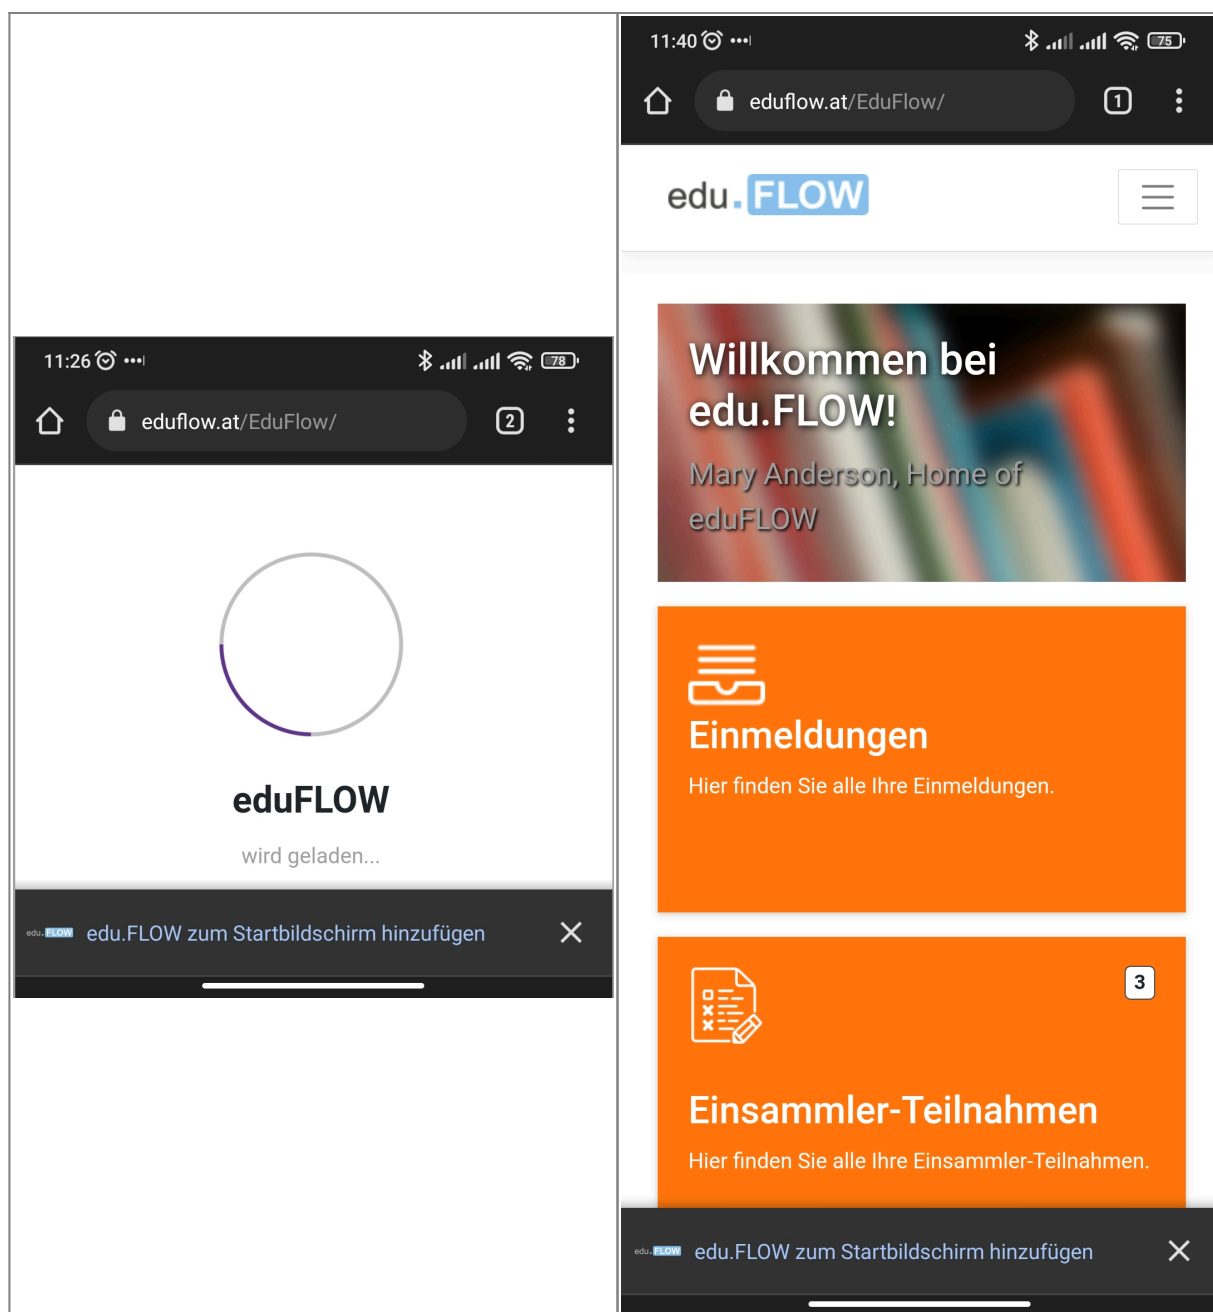 11:26
78
eduflow.at/EduFlow/
2
eduFLOW
wird geladen...
edu.FLOW
edu.FLOW zum Startbildschirm hinzufügen
11:40
75
eduflow.at/EduFlow/
1
edu.FLOW
Willkommen bei
edu.FLOW!
Mary Anderson, Home of
eduFLOW
Einmeldungen
Hier finden Sie alle Ihre Einmeldungen.
3
Einsammler-Teilnahmen
Hier finden Sie alle Ihre Einsammler-Teilnahmen.
edu.FLOW
edu.FLOW zum Startbildschirm hinzufügen